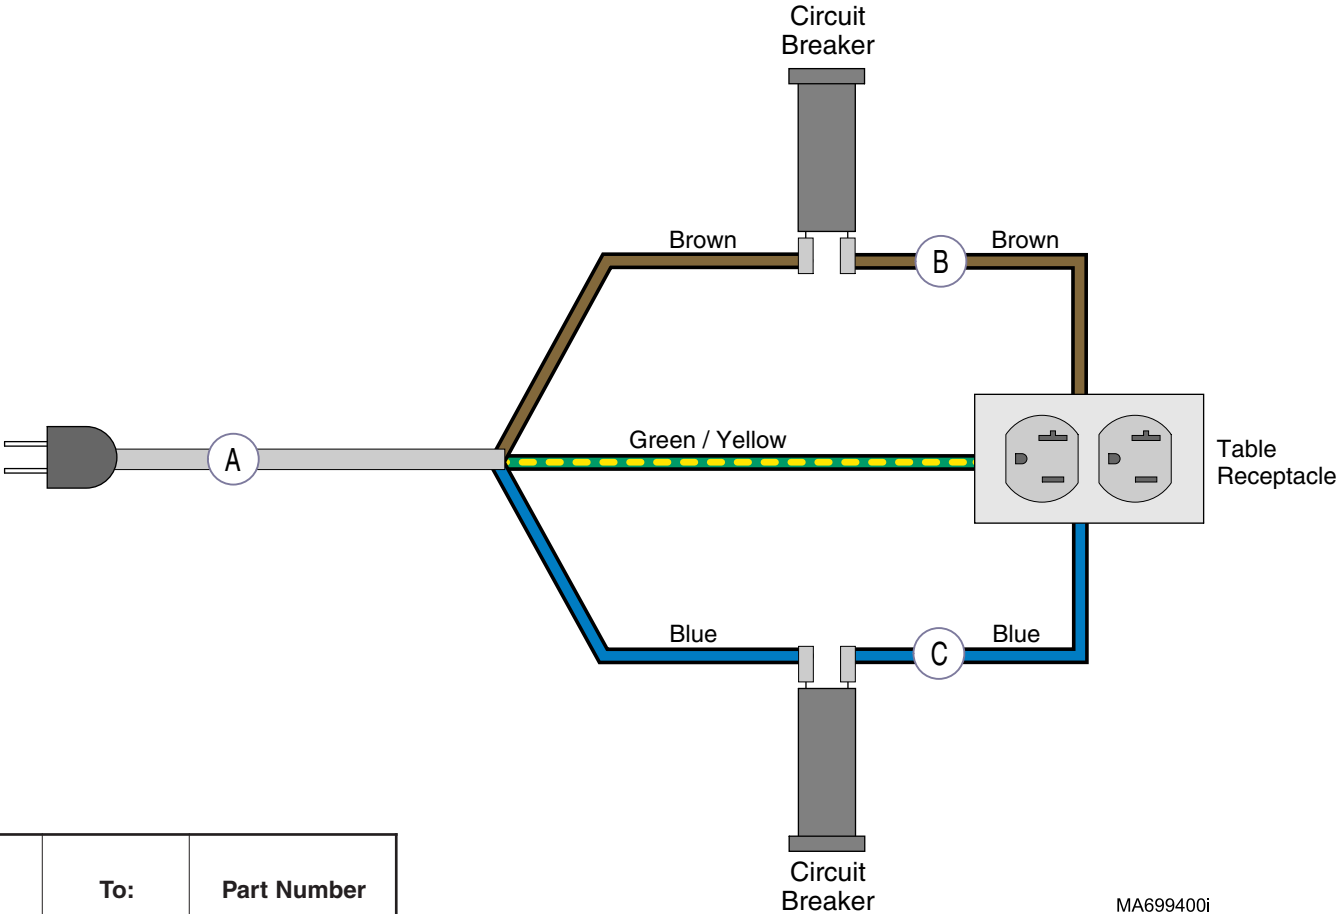 Circuit
Breaker
Brown
B
Brown
A
Green / Yellow
Table
Receptacle
Blue
C
Blue
Circuit
Breaker
To:
Part Number
MA699400i